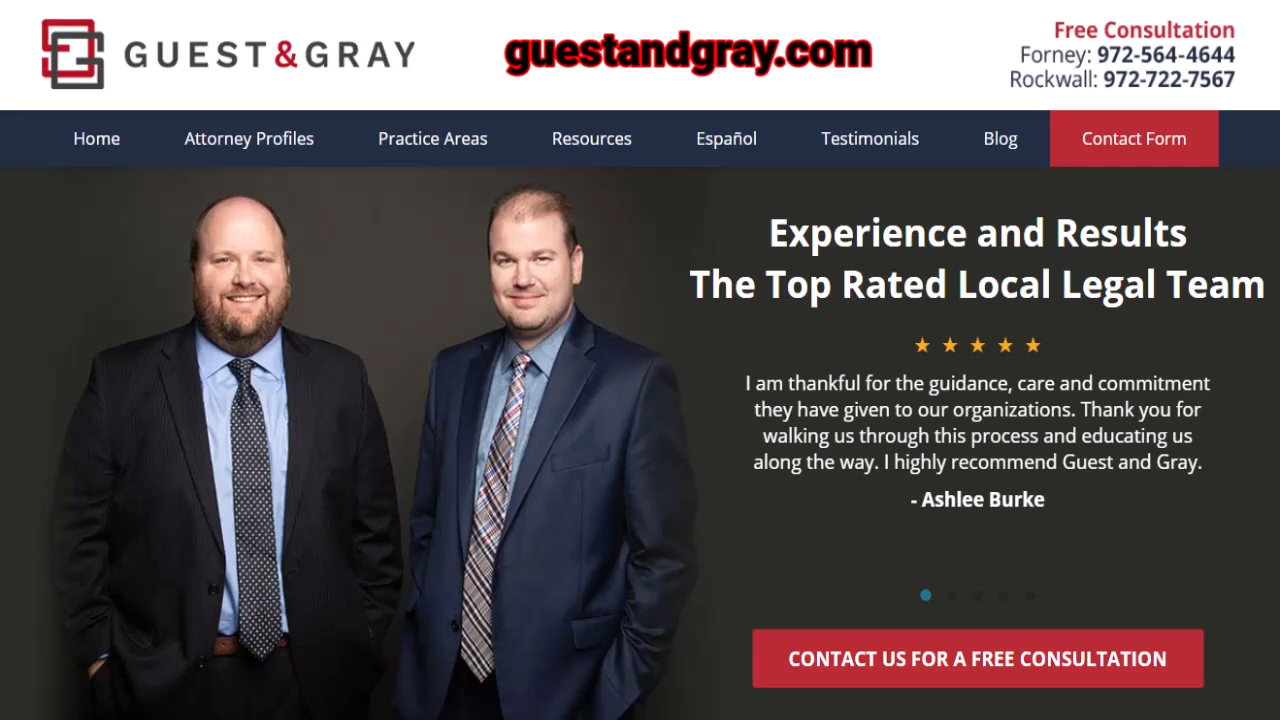 GUEST&GRAY
guestandgray.com
Free Consultation
Forney: 972-564-4644
Rockwall: 972-722-7567
Home
Attorney Profiles
Practice Areas
Resources
Español
Testimonials
Blog
Contact Form
Experience and Results
The Top Rated Local Legal Team
I am thankful for the guidance, care and commitment
they have given to our organizations. Thank you for
walking us through this process and educating us
along the way. I highly recommend Guest and Gray.
- Ashlee Burke
CONTACT US FOR A FREE CONSULTATION